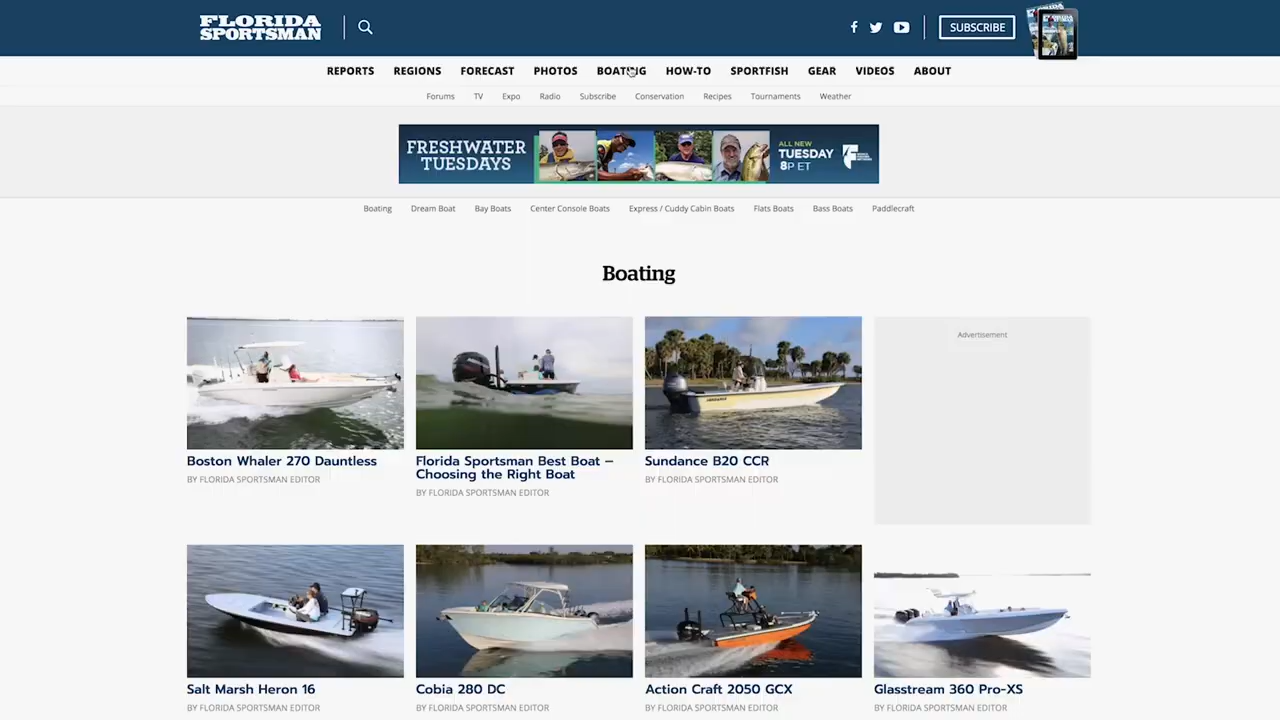 FLORIDA
SPORTSMAN
SUBSCRIBE
REPORTS REGIONS FORECAST PHOTOS BOATING HOW-TO SPORTFISH GEAR VIDEOS ABOUT
Forums TV Expo Radio Subscribe Conservation Recipes Tournaments Weather
FRESHWATER
TUESDAYS
ALL NEW
TUESDAY
8P ET
Boating Dream Boat Bay Boats Center Console Boats Express / Cuddy Cabin Boats Flats Boats Bass Boats Paddlecraft
Boating
Advertisement
Boston Whaler 270 Dauntless
BY FLORIDA SPORTSMAN EDITOR
Florida Sportsman Best Boat –
Choosing the Right Boat
BY FLORIDA SPORTSMAN EDITOR
Sundance B20 CCR
BY FLORIDA SPORTSMAN EDITOR
Salt Marsh Heron 16
BY FLORIDA SPORTSMAN EDITOR
Cobia 280 DC
BY FLORIDA SPORTSMAN EDITOR
Action Craft 2050 GCX
BY FLORIDA SPORTSMAN EDITOR
Glasstream 360 Pro-XS
BY FLORIDA SPORTSMAN EDITOR